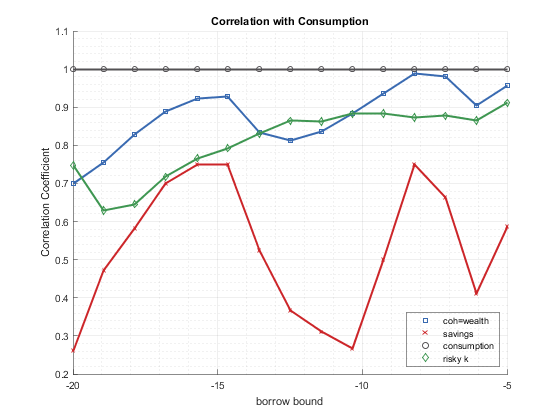 Correlation with Consumption
1.1
1
0.9
0.8
0.7
0.6
0.5
0.4
0.3
0.2
Correlation Coefficient
coh=wealth
savings
consumption
risky k
-20
-15
-10
-5
borrow bound